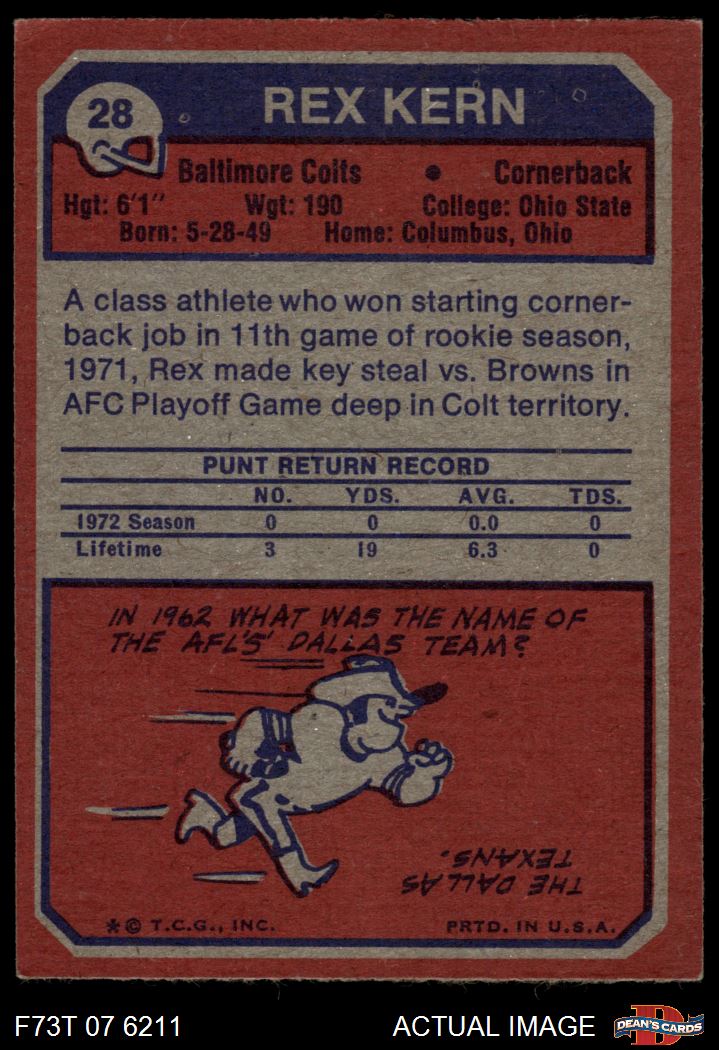 28
REX KERN
Baltimore Colts • Cornerback
Hgt: 6'1" Wgt: 190 College: Ohio State
Born: 5-28-49 Home: Columbus, Ohio
A class athlete who won starting corner-
back job in 11th game of rookie season,
1971, Rex made key steal vs. Browns in
AFC Playoff Game deep in Colt territory.
PUNT RETURN RECORD
NO. YDS. AVG. TDS.
1972 Season 0 0 0.0 0
Lifetime 3 19 6.3 0
IN 1962 WHAT WAS THE NAME OF
THE AFL'S' DALLAS TEAM?
THE DALLAS
TEXANS.
* © T.C.G., INC. PRTD. IN U.S.A.
F73T 07 6211 ACTUAL IMAGE
D
DEAN'S CARDS